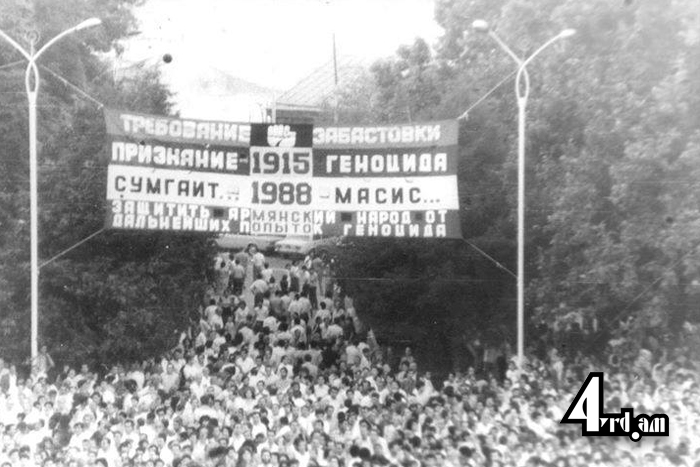 ТРЕБОВАНИЕ ЗАБАСТОВКИ
ПРИЗНАНИЕ- 1915 ГЕНОЦИДА
СУМГАИТ... 1988 - МАСИС...
ЗАЩИТИТЬ АРМЯНСКИЙ НАРОД ОТ
ДАЛЬНЕЙШИХ ПОПЫТОК ГЕНОЦИДА
4rd.am